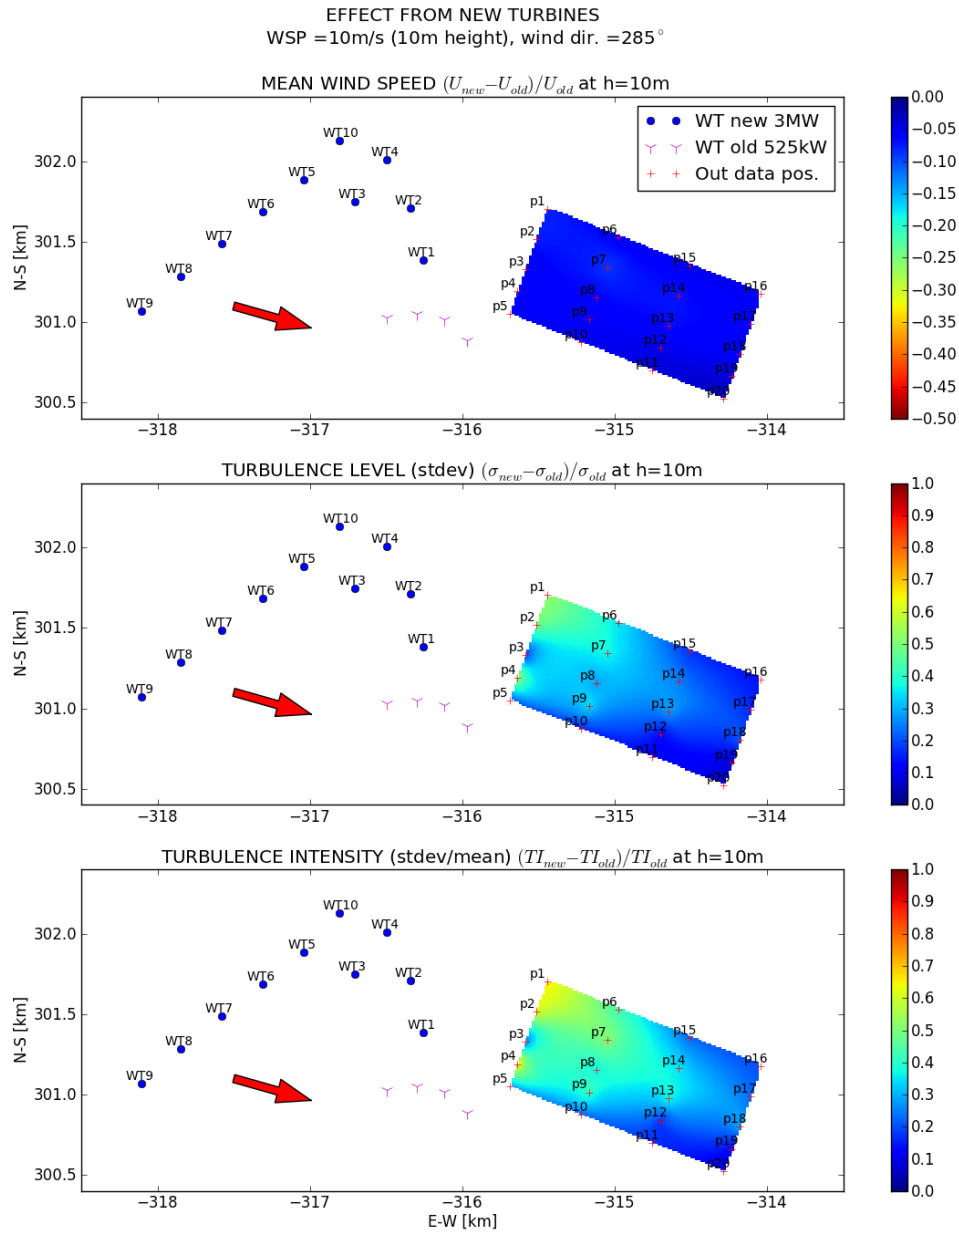 EFFECT FROM NEW TURBINES
WSP =10m/s (10m height), wind dir. =285°
MEAN WIND SPEED (U_new−U_old)/U_old at h=10m
WT new 3MW
WT old 525kW
Out data pos.
WT10
WT4
WT5
WT3
WT2
WT6
WT7
WT1
WT8
WT9
p1
p2
p3
p4
p5
p6
p7
p8
p9
p10
p11
p12
p13
p14
p15
p16
p18
p19
p20
N-S [km]
302.0
301.5
301.0
300.5
−318
−317
−316
−315
−314
0.00
−0.05
−0.10
−0.15
−0.20
−0.25
−0.30
−0.35
−0.40
−0.45
−0.50
TURBULENCE LEVEL (stdev) (σ_new−σ_old)/σ_old at h=10m
WT10
WT4
WT5
WT3
WT2
WT6
WT7
WT1
WT8
WT9
p1
p2
p3
p4
p5
p6
p7
p8
p9
p10
p11
p12
p13
p14
p15
p16
p17
p18
p19
p20
N-S [km]
302.0
301.5
301.0
300.5
−318
−317
−316
−315
−314
1.0
0.9
0.8
0.7
0.6
0.5
0.4
0.3
0.2
0.1
0.0
TURBULENCE INTENSITY (stdev/mean) (TI_new−TI_old)/TI_old at h=10m
WT10
WT4
WT5
WT3
WT2
WT6
WT7
WT1
WT8
WT9
p1
p2
p3
p4
p5
p6
p7
p8
p9
p10
p11
p12
p13
p14
p15
p16
p17
p18
p19
p20
N-S [km]
302.0
301.5
301.0
300.5
−318
−317
−316
−315
−314
E-W [km]
1.0
0.9
0.8
0.7
0.6
0.5
0.4
0.3
0.2
0.1
0.0